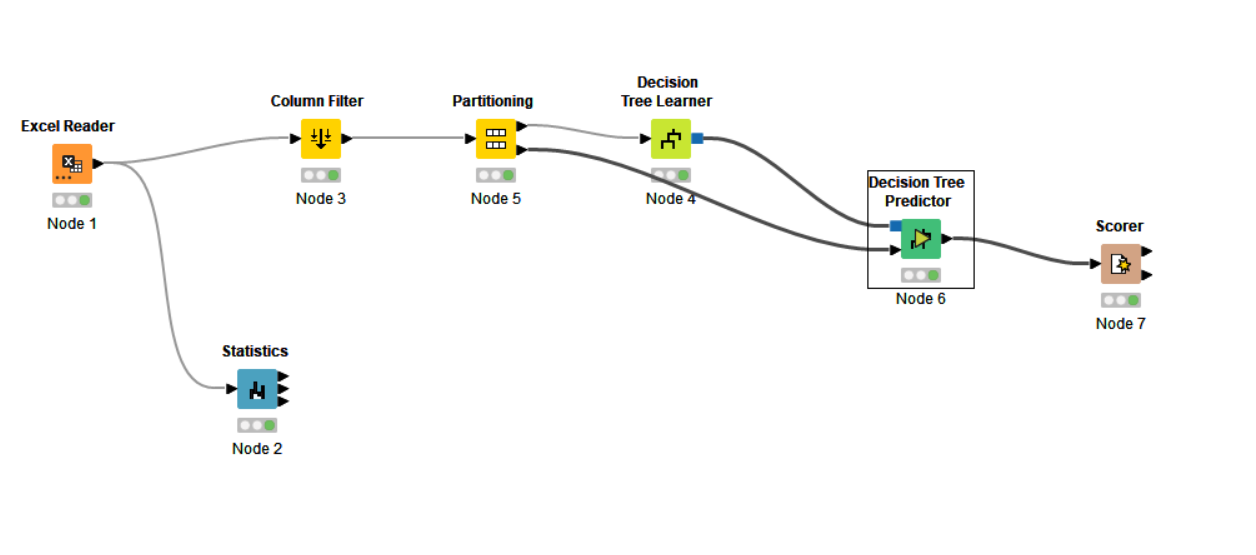 Excel Reader
Node 1
Column Filter
Node 3
Partitioning
Node 5
Decision
Tree Learner
Node 4
Decision Tree
Predictor
Node 6
Scorer
Node 7
Statistics
Node 2